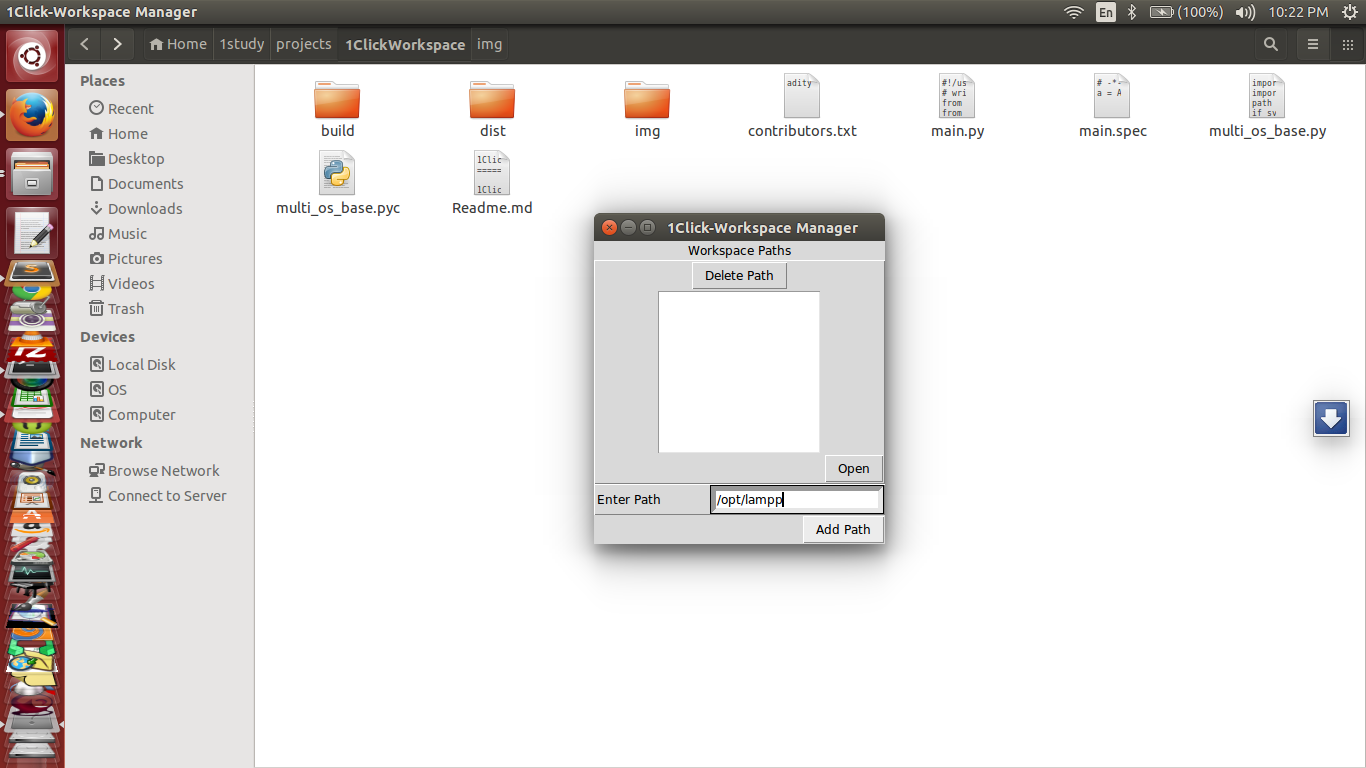 1Click-Workspace Manager
En
(100%)
10:22 PM
Home
1study
projects
1ClickWorkspace
img
Places
Recent
Home
Desktop
Documents
Downloads
Music
Pictures
Videos
Trash
Devices
Local Disk
OS
Computer
Network
Browse Network
Connect to Server
adity
#!/us
# wri
from
from
# -*-
a = A
impor
impor
path
if sv
build
dist
img
contributors.txt
main.py
main.spec
multi_os_base.py
1Clic
=====
1Clic
multi_os_base.pyc
Readme.md
1Click-Workspace Manager
Workspace Paths
Delete Path
Open
Enter Path
/opt/lampp
Add Path